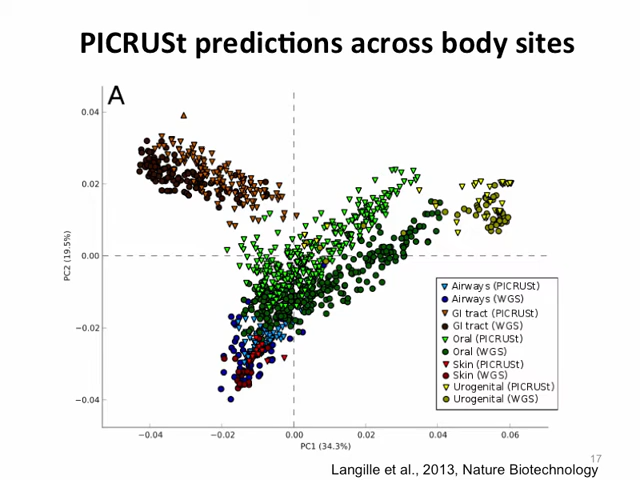 PICRUSt predictions across body sites
A
0.04
0.02
0.00
−0.02
−0.04
PC2 (19.5%)
−0.04
−0.02
0.00
0.02
0.04
0.06
PC1 (34.3%)
Airways (PICRUSt)
Airways (WGS)
GI tract (PICRUSt)
GI tract (WGS)
Oral (PICRUSt)
Oral (WGS)
Skin (PICRUSt)
Skin (WGS)
Urogenital (PICRUSt)
Urogenital (WGS)
17
Langille et al., 2013, Nature Biotechnology